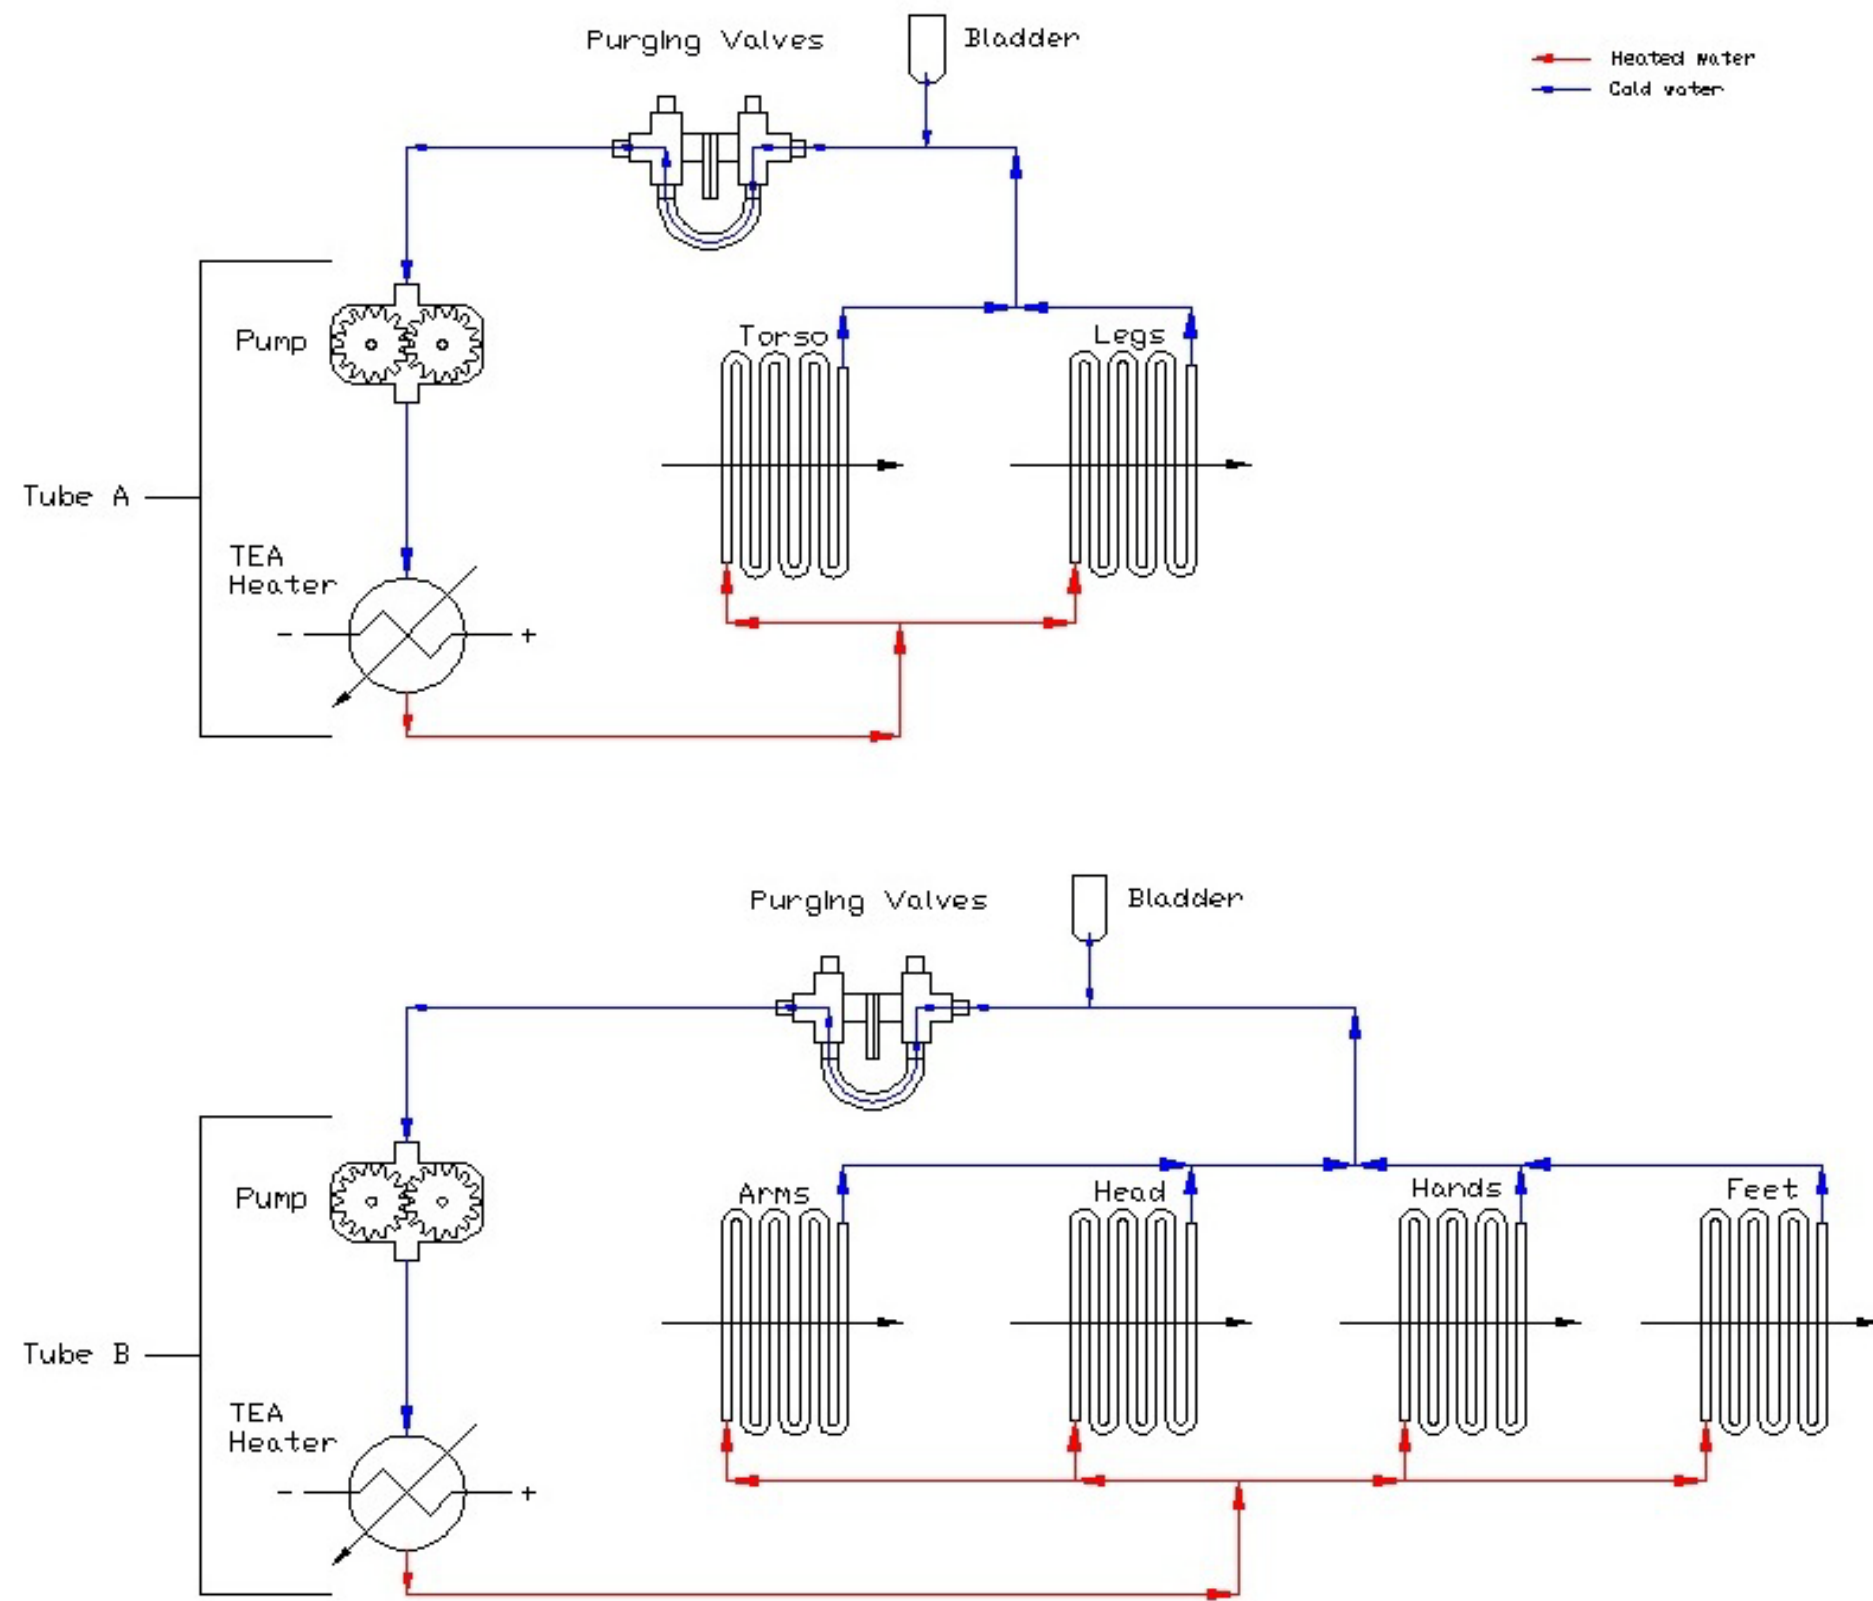 Purging Valves
Bladder
Heated water
Cold water
Pump
Torso
Legs
Tube A
TEA
Heater
- +
Purging Valves
Bladder
Pump
Arms
Head
Hands
Feet
Tube B
TEA
Heater
- +